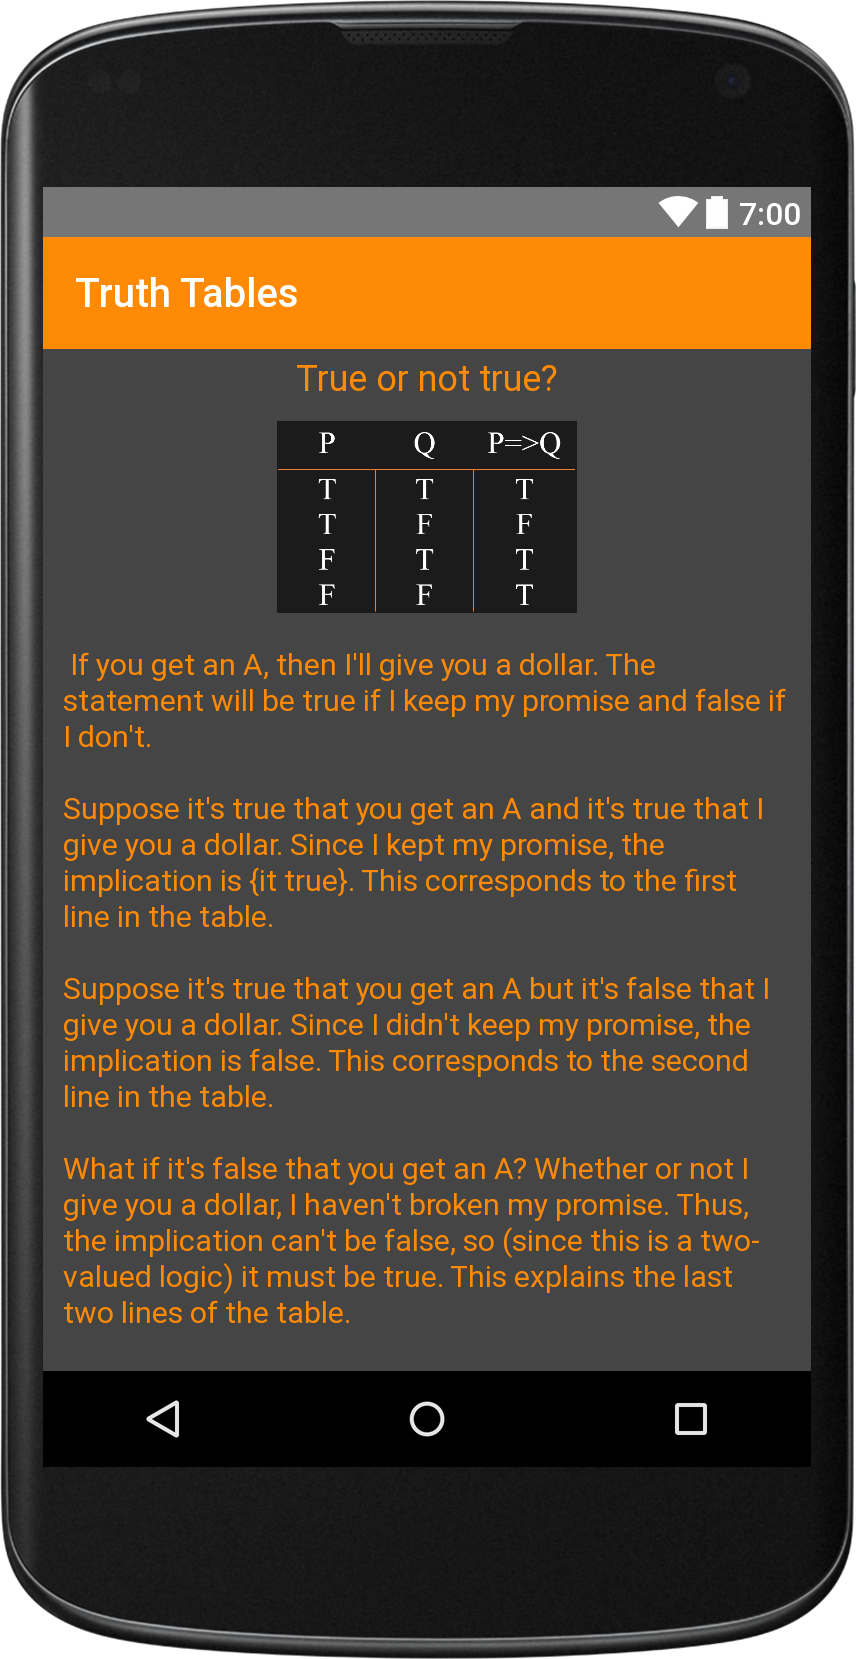 7:00
Truth Tables
True or not true?
P Q P=>Q
T T T
T F F
F T T
F F T
If you get an A, then I'll give you a dollar. The
statement will be true if I keep my promise and false if
I don't.
Suppose it's true that you get an A and it's true that I
give you a dollar. Since I kept my promise, the
implication is {it true}. This corresponds to the first
line in the table.
Suppose it's true that you get an A but it's false that I
give you a dollar. Since I didn't keep my promise, the
implication is false. This corresponds to the second
line in the table.
What if it's false that you get an A? Whether or not I
give you a dollar, I haven't broken my promise. Thus,
the implication can't be false, so (since this is a two-
valued logic) it must be true. This explains the last
two lines of the table.